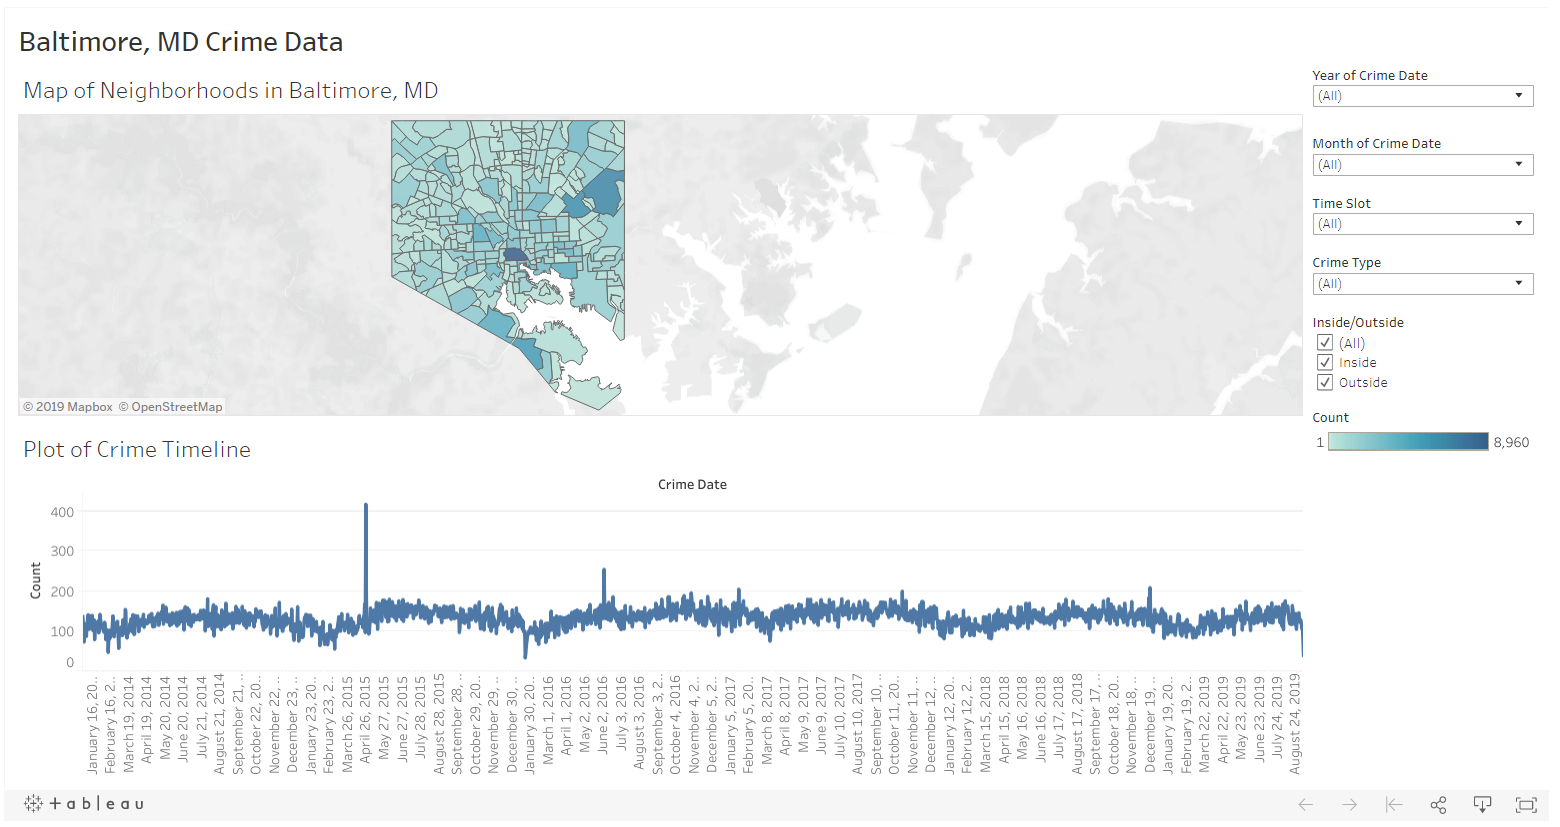 Baltimore, MD Crime Data
Map of Neighborhoods in Baltimore, MD
© 2019 Mapbox © OpenStreetMap
Year of Crime Date
(All)
Month of Crime Date
(All)
Time Slot
(All)
Crime Type
(All)
Inside/Outside
(All)
Inside
Outside
Count
1 8,960
Plot of Crime Timeline
Crime Date
Count
400
300
200
100
0
January 16, 20..
February 16, 2..
March 19, 2014
April 19, 2014
May 20, 2014
June 20, 2014
July 21, 2014
August 21, 2014
September 21, ..
October 22, 20..
November 22, ..
December 23, ..
January 23, 20..
February 23, 2..
March 26, 2015
April 26, 2015
May 27, 2015
June 27, 2015
July 28, 2015
August 28, 2015
September 28, ..
October 29, 20..
November 29, ..
December 30, ..
January 30, 20..
March 1, 2016
April 1, 2016
May 2, 2016
June 2, 2016
July 3, 2016
August 3, 2016
September 3, 2..
October 4, 2016
November 4, 2..
December 5, 2..
January 5, 2017
March 8, 2017
April 8, 2017
May 9, 2017
June 9, 2017
July 10, 2017
August 10, 2017
September 10, ..
October 11, 20..
November 11, ..
December 12, ..
January 12, 20..
February 12, 2..
March 15, 2018
April 15, 2018
May 16, 2018
June 16, 2018
July 17, 2018
August 17, 2018
September 17, ..
October 18, 20..
November 18, ..
December 19, ..
January 19, 20..
February 19, 2..
March 22, 2019
April 22, 2019
May 23, 2019
June 23, 2019
July 24, 2019
August 24, 2019
+ableau